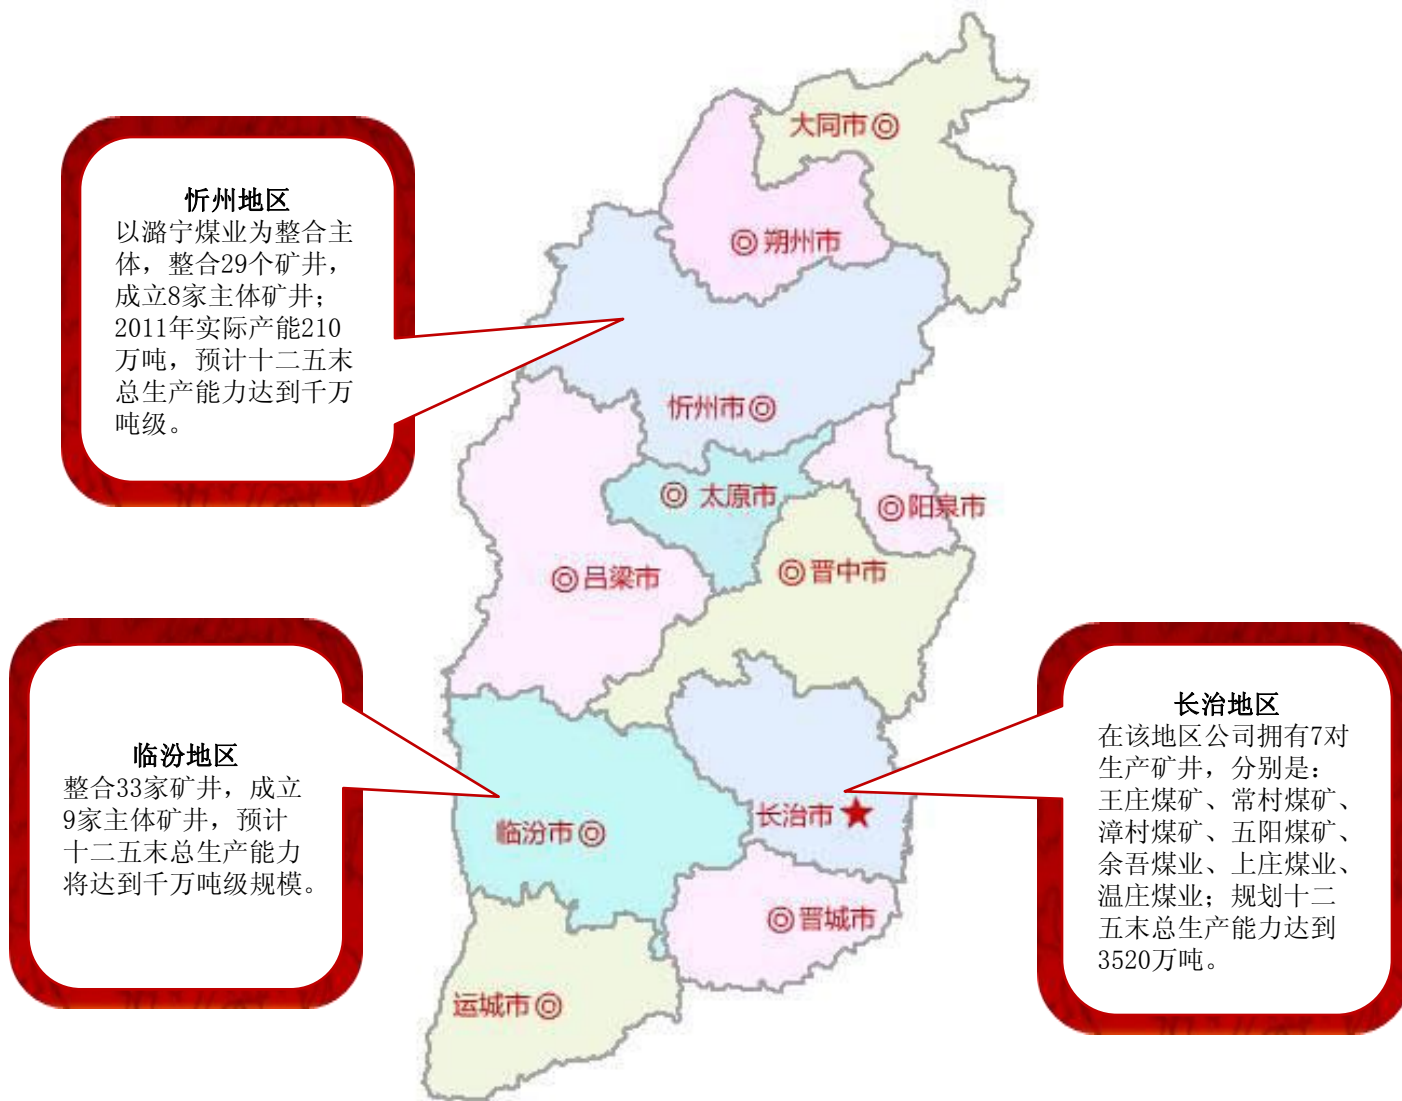 大同市
朔州市
忻州地区
以潞宁煤业为整合主
体，整合29个矿井，
成立8家主体矿井；
2011年实际产能210
万吨，预计十二五末
总生产能力达到千万
吨级。
忻州市
太原市
阳泉市
吕梁市
晋中市
临汾地区
整合33家矿井，成立
9家主体矿井，预计
十二五末总生产能力
将达到千万吨级规模。
长治地区
在该地区公司拥有7对
生产矿井，分别是：
王庄煤矿、常村煤矿、
漳村煤矿、五阳煤矿、
余吾煤业、上庄煤业、
温庄煤业；规划十二
五末总生产能力达到
3520万吨。
长治市
临汾市
晋城市
运城市